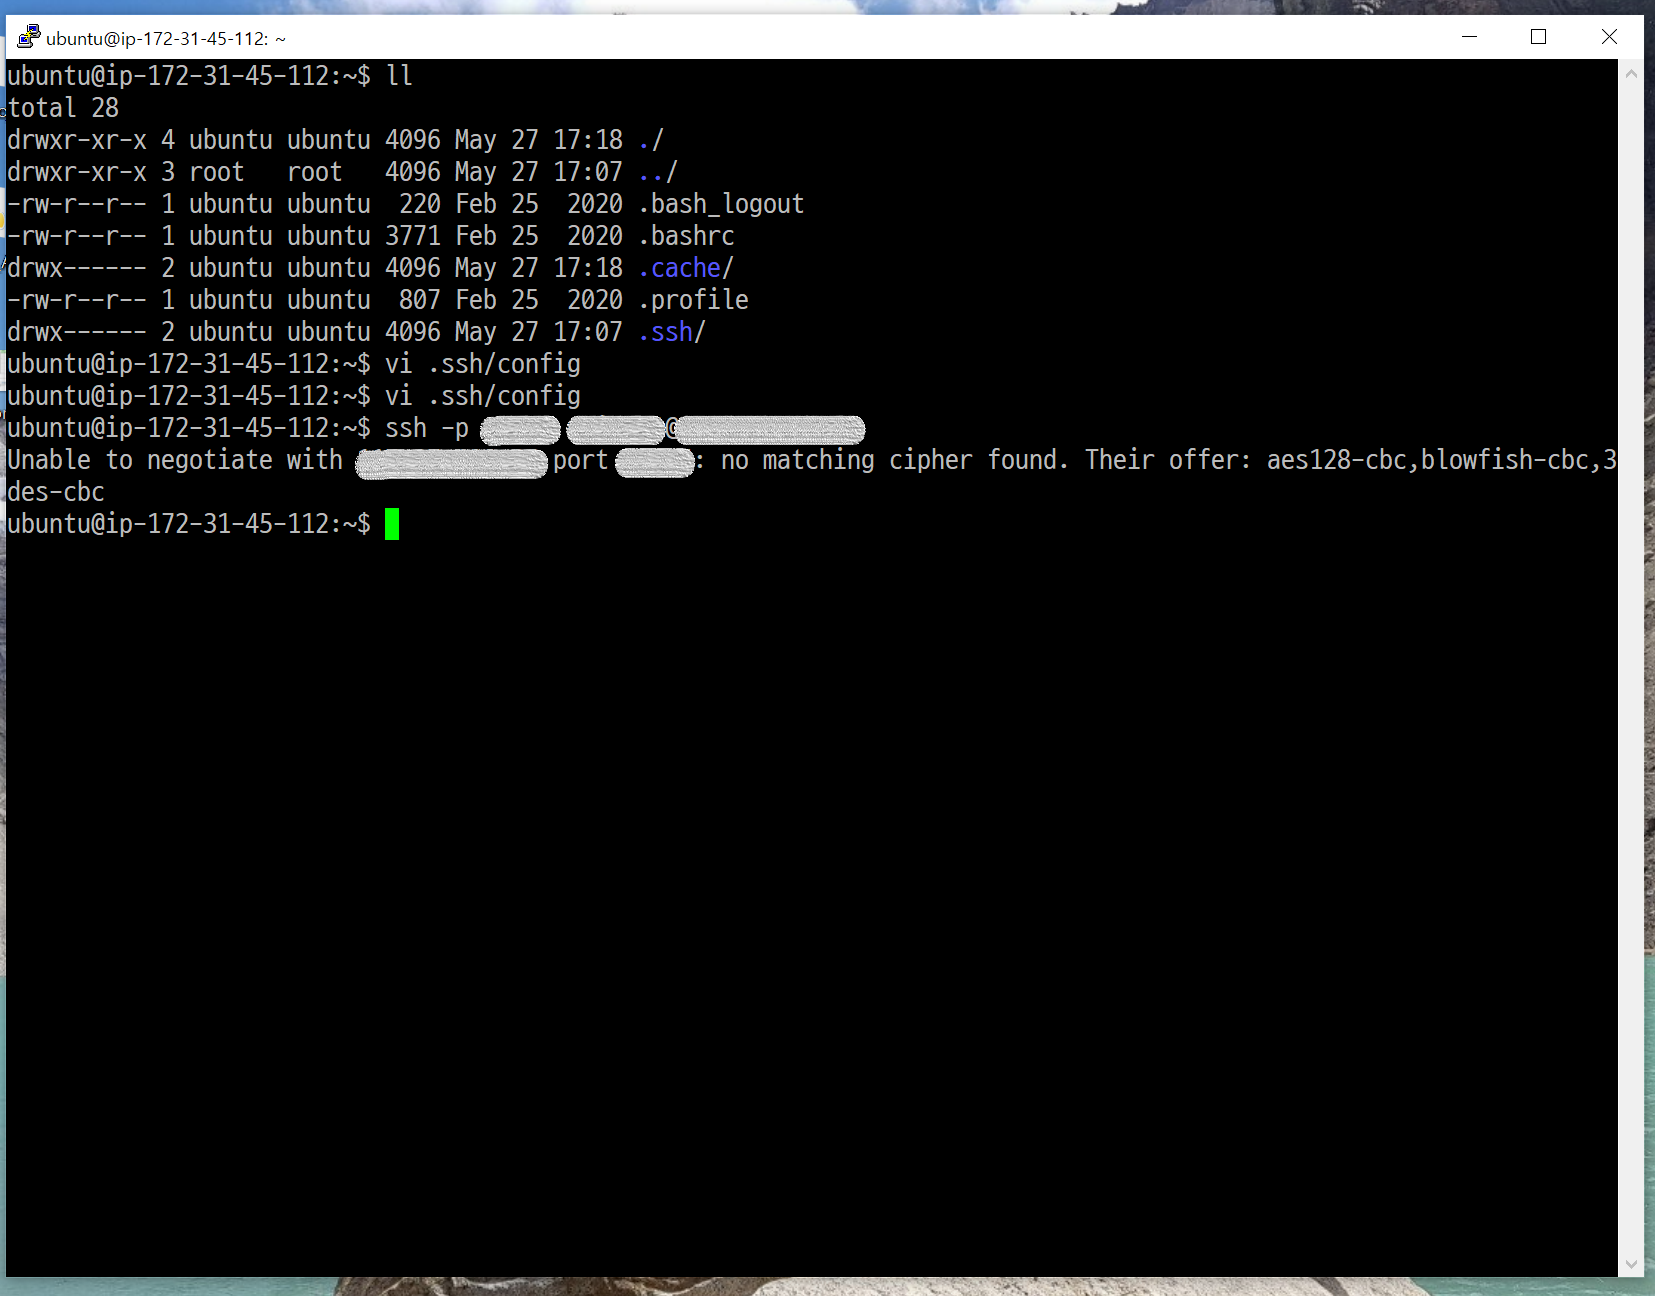 ubuntu@ip-172-31-45-112: ~
ubuntu@ip-172-31-45-112:~$ ll
total 28
drwxr-xr-x 4 ubuntu ubuntu 4096 May 27 17:18 ./
drwxr-xr-x 3 root   root   4096 May 27 17:07 ../
-rw-r--r-- 1 ubuntu ubuntu  220 Feb 25  2020 .bash_logout
-rw-r--r-- 1 ubuntu ubuntu 3771 Feb 25  2020 .bashrc
drwx------ 2 ubuntu ubuntu 4096 May 27 17:18 .cache/
-rw-r--r-- 1 ubuntu ubuntu  807 Feb 25  2020 .profile
drwx------ 2 ubuntu ubuntu 4096 May 27 17:07 .ssh/
ubuntu@ip-172-31-45-112:~$ vi .ssh/config
ubuntu@ip-172-31-45-112:~$ vi .ssh/config
ubuntu@ip-172-31-45-112:~$ ssh -p @
Unable to negotiate with port : no matching cipher found. Their offer: aes128-cbc,blowfish-cbc,3
des-cbc
ubuntu@ip-172-31-45-112:~$